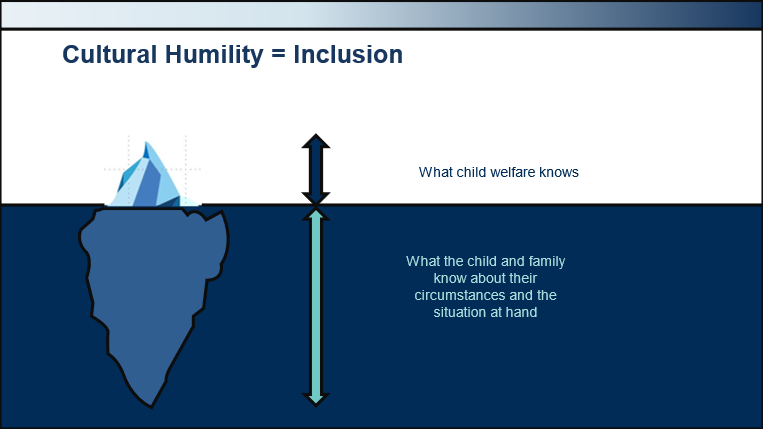 Cultural Humility = Inclusion
What child welfare knows
What the child and family
know about their
circumstances and the
situation at hand